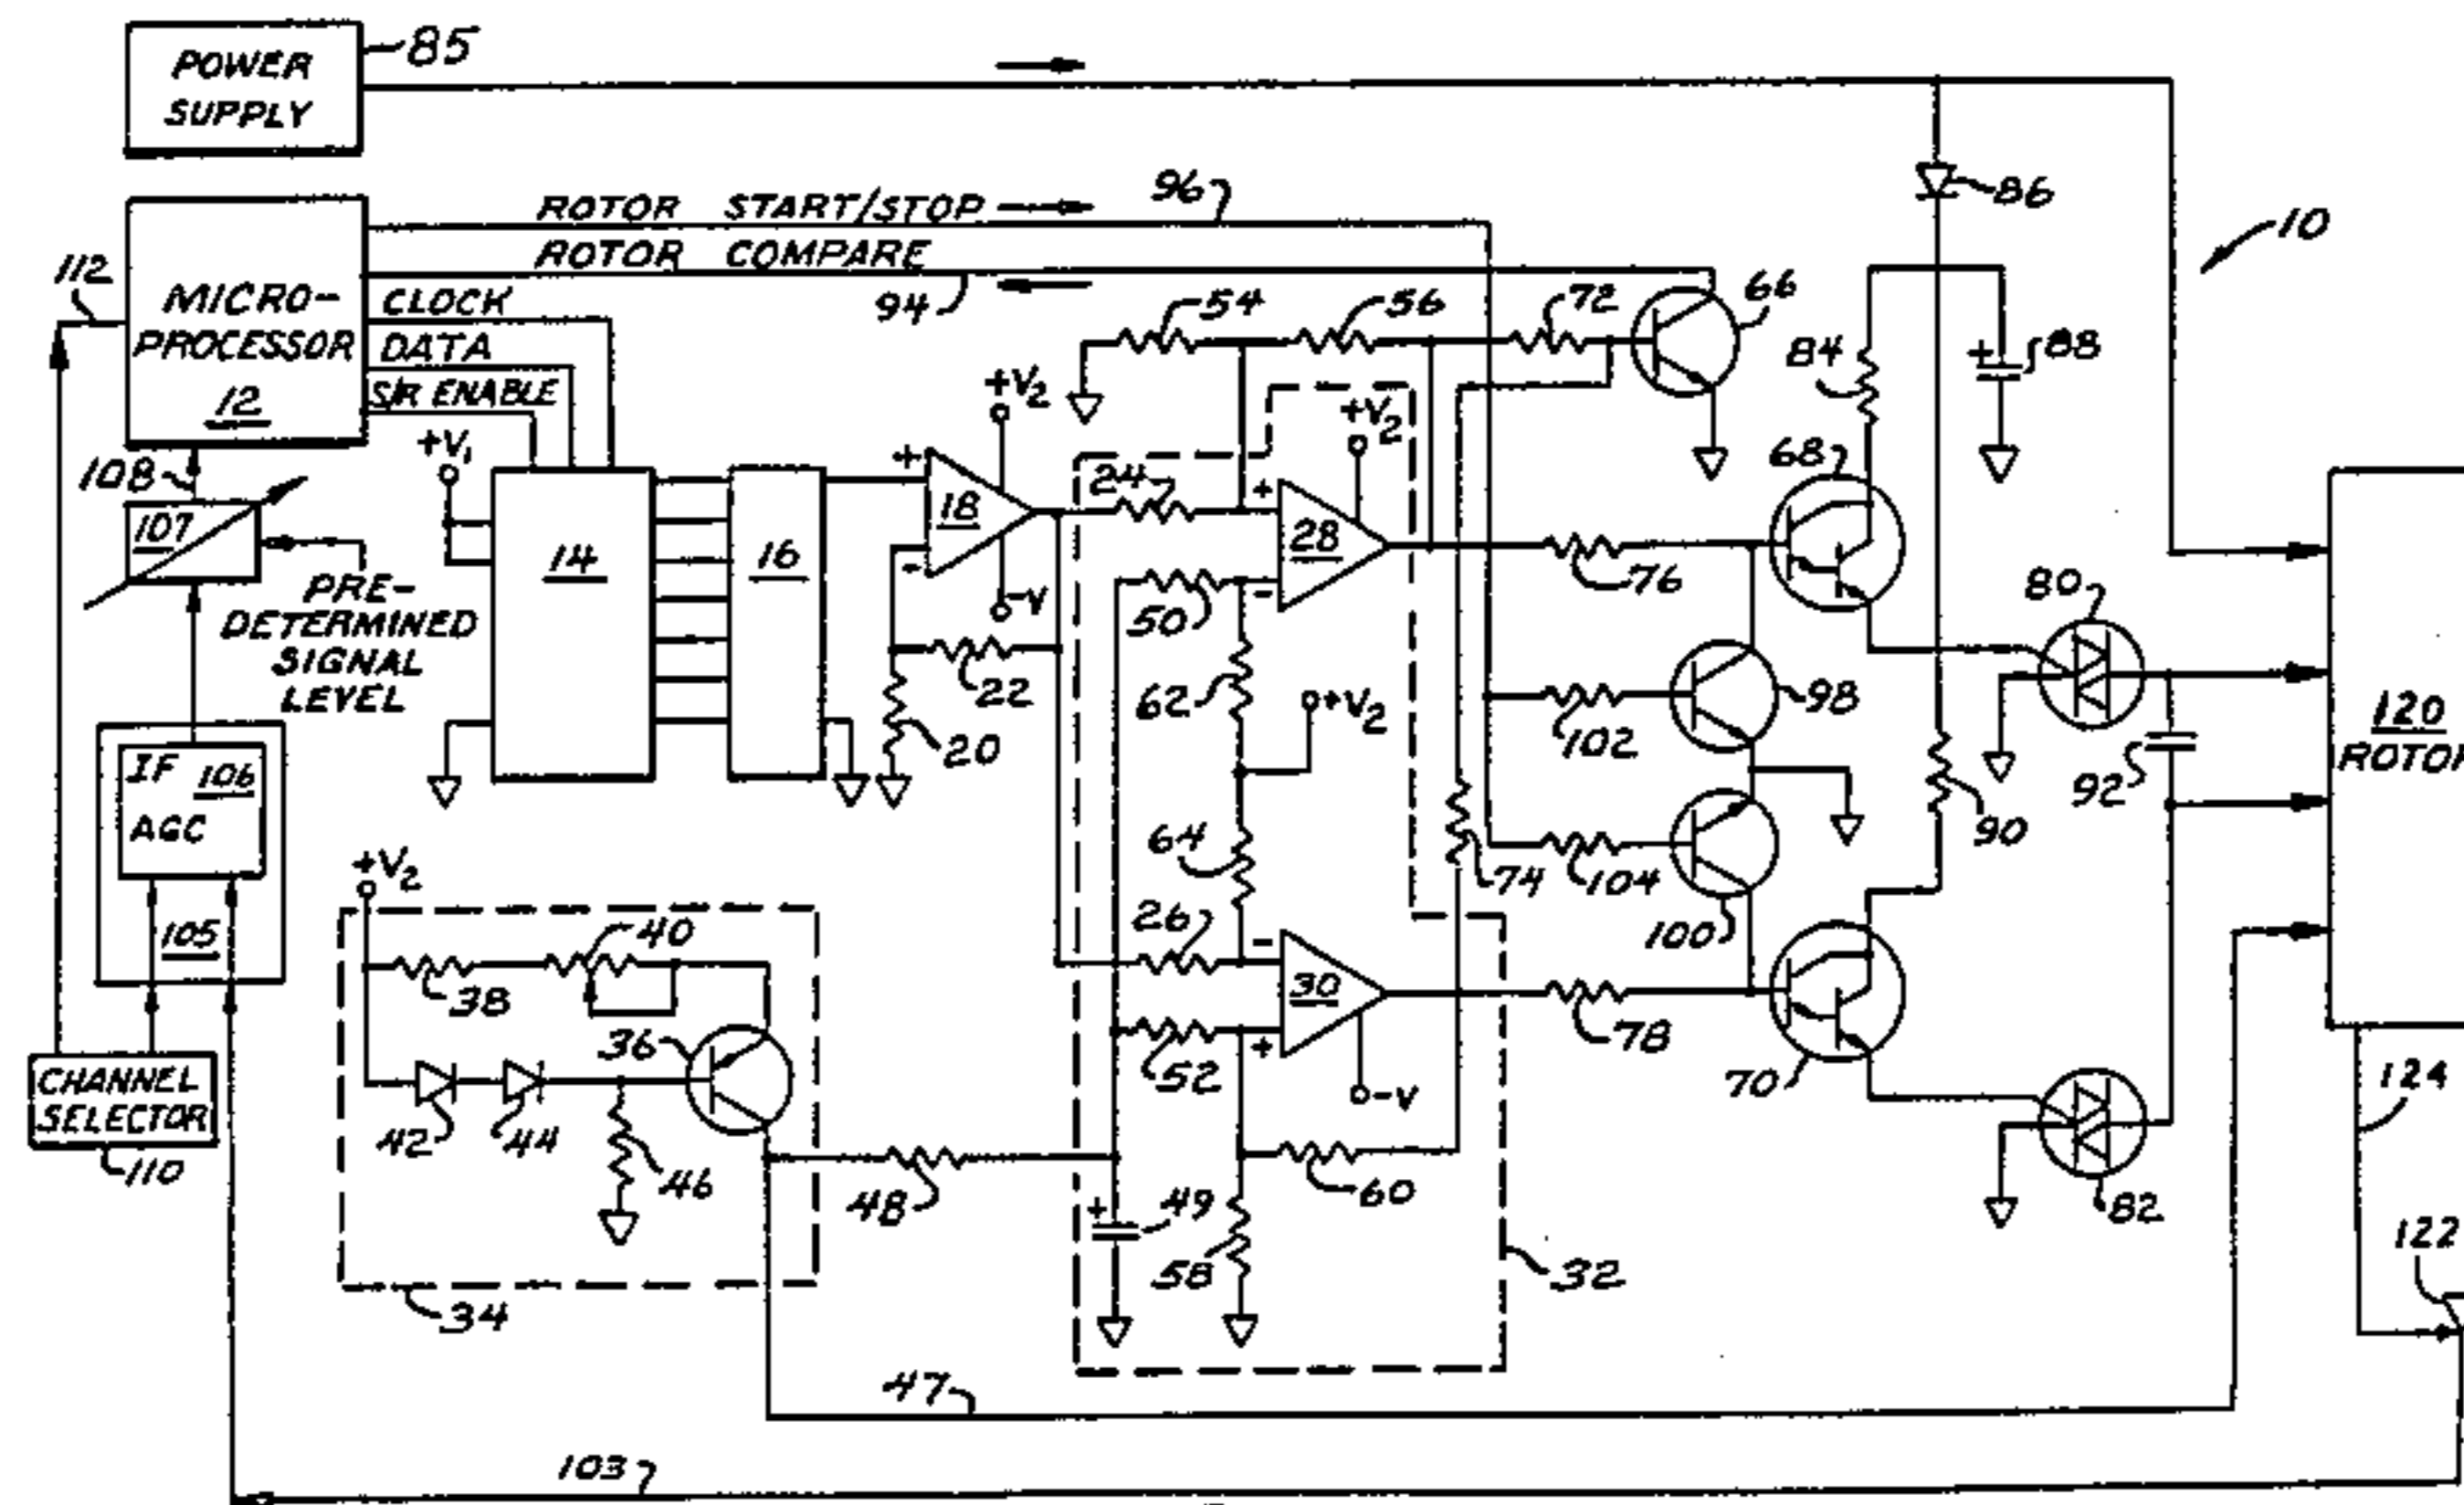 POWER
SUPPLY
85
86
10
ROTOR START/STOP
96
ROTOR COMPARE
94
112
MICRO-
PROCESSOR
12
CLOCK
DATA
S/R ENABLE
54
56
72
66
84
+
88
108
+V1
+V2
+V2
68
107
14
16
+
18
-
-V
24
+
28
-
50
76
80
PRE-
DETERMINED
SIGNAL
LEVEL
22
20
62
+V2
102
98
92
120
ROTOR
IF
AGC
106
105
64
74
104
100
90
+V2
26
-
30
+
-V
38
40
36
52
78
70
CHANNEL
SELECTOR
110
42
44
46
48
+
49
58
60
32
82
124
122
34
47
103